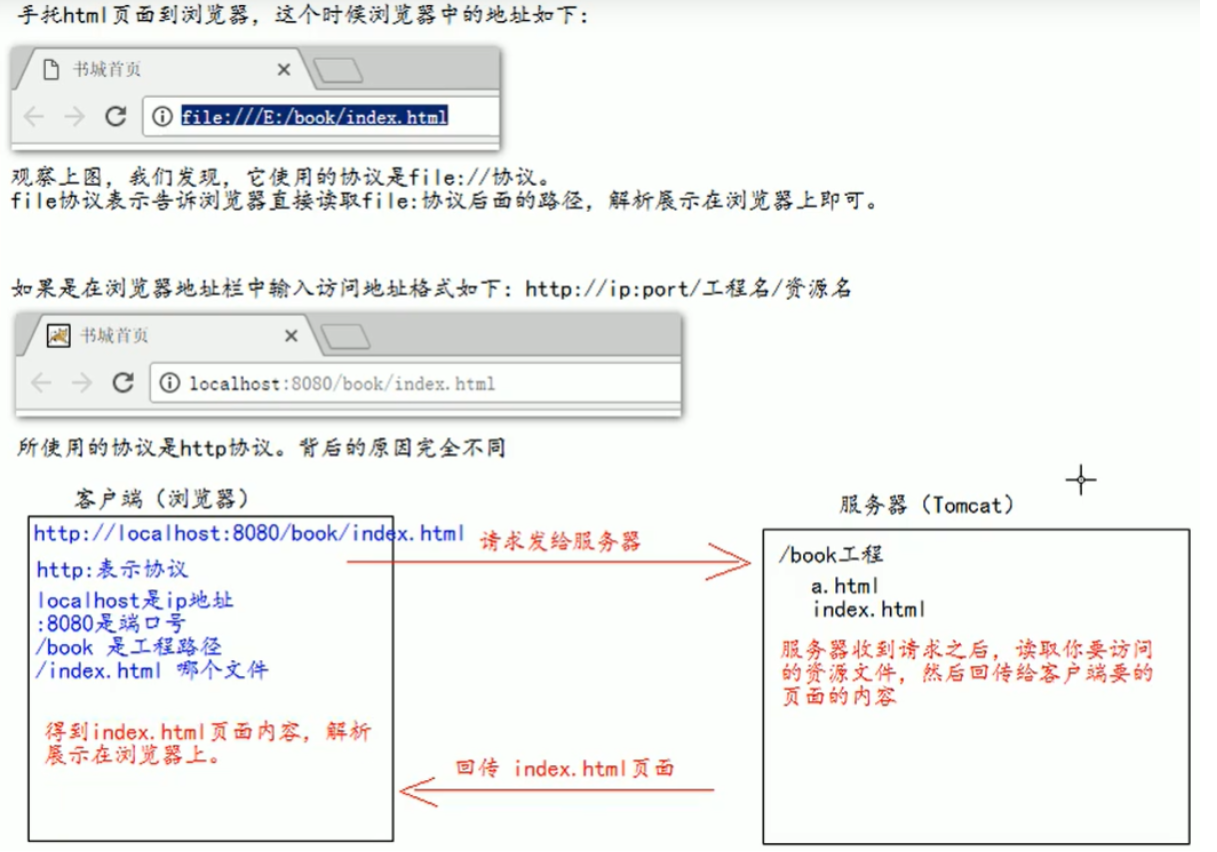 手托html页面到浏览器，这个时候浏览器中的地址如下：
书城首页
file:///E:/book/index.html
观察上图，我们发现，它使用的协议是file://协议。
file协议表示告诉浏览器直接读取file:协议后面的路径，解析展示在浏览器上即可。
如果是在浏览器地址栏中输入访问地址格式如下：http://ip:port/工程名/资源名
书城首页
localhost:8080/book/index.html
所使用的协议是http协议。背后的原因完全不同
客户端（浏览器）
http://localhost:8080/book/index.html
http:表示协议
localhost是ip地址
:8080是端口号
/book 是工程路径
/index.html 哪个文件
得到index.html页面内容，解析
展示在浏览器上。
请求发给服务器
回传 index.html页面
服务器（Tomcat）
/book工程
a.html
index.html
服务器收到请求之后，读取你要访问
的资源文件，然后回传给客户端要的
页面的内容